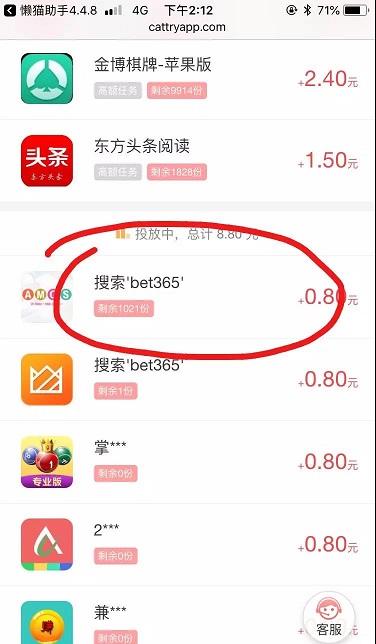 懒猫助手4.4.8 4G 下午2:12 71%
cattryapp.com
金博棋牌-苹果版
高额任务 剩余9914份
+2.40元
头条
东方头条
东方头条阅读
高额任务 剩余1828份
+1.50元
投放中，总计 8.80 元
AMCS
搜索'bet365'
剩余1021份
+0.80元
搜索'bet365'
剩余1份
+0.80元
专业版
掌***
剩余0份
+0.80元
2***
剩余0份
+0.80元
兼***
客服